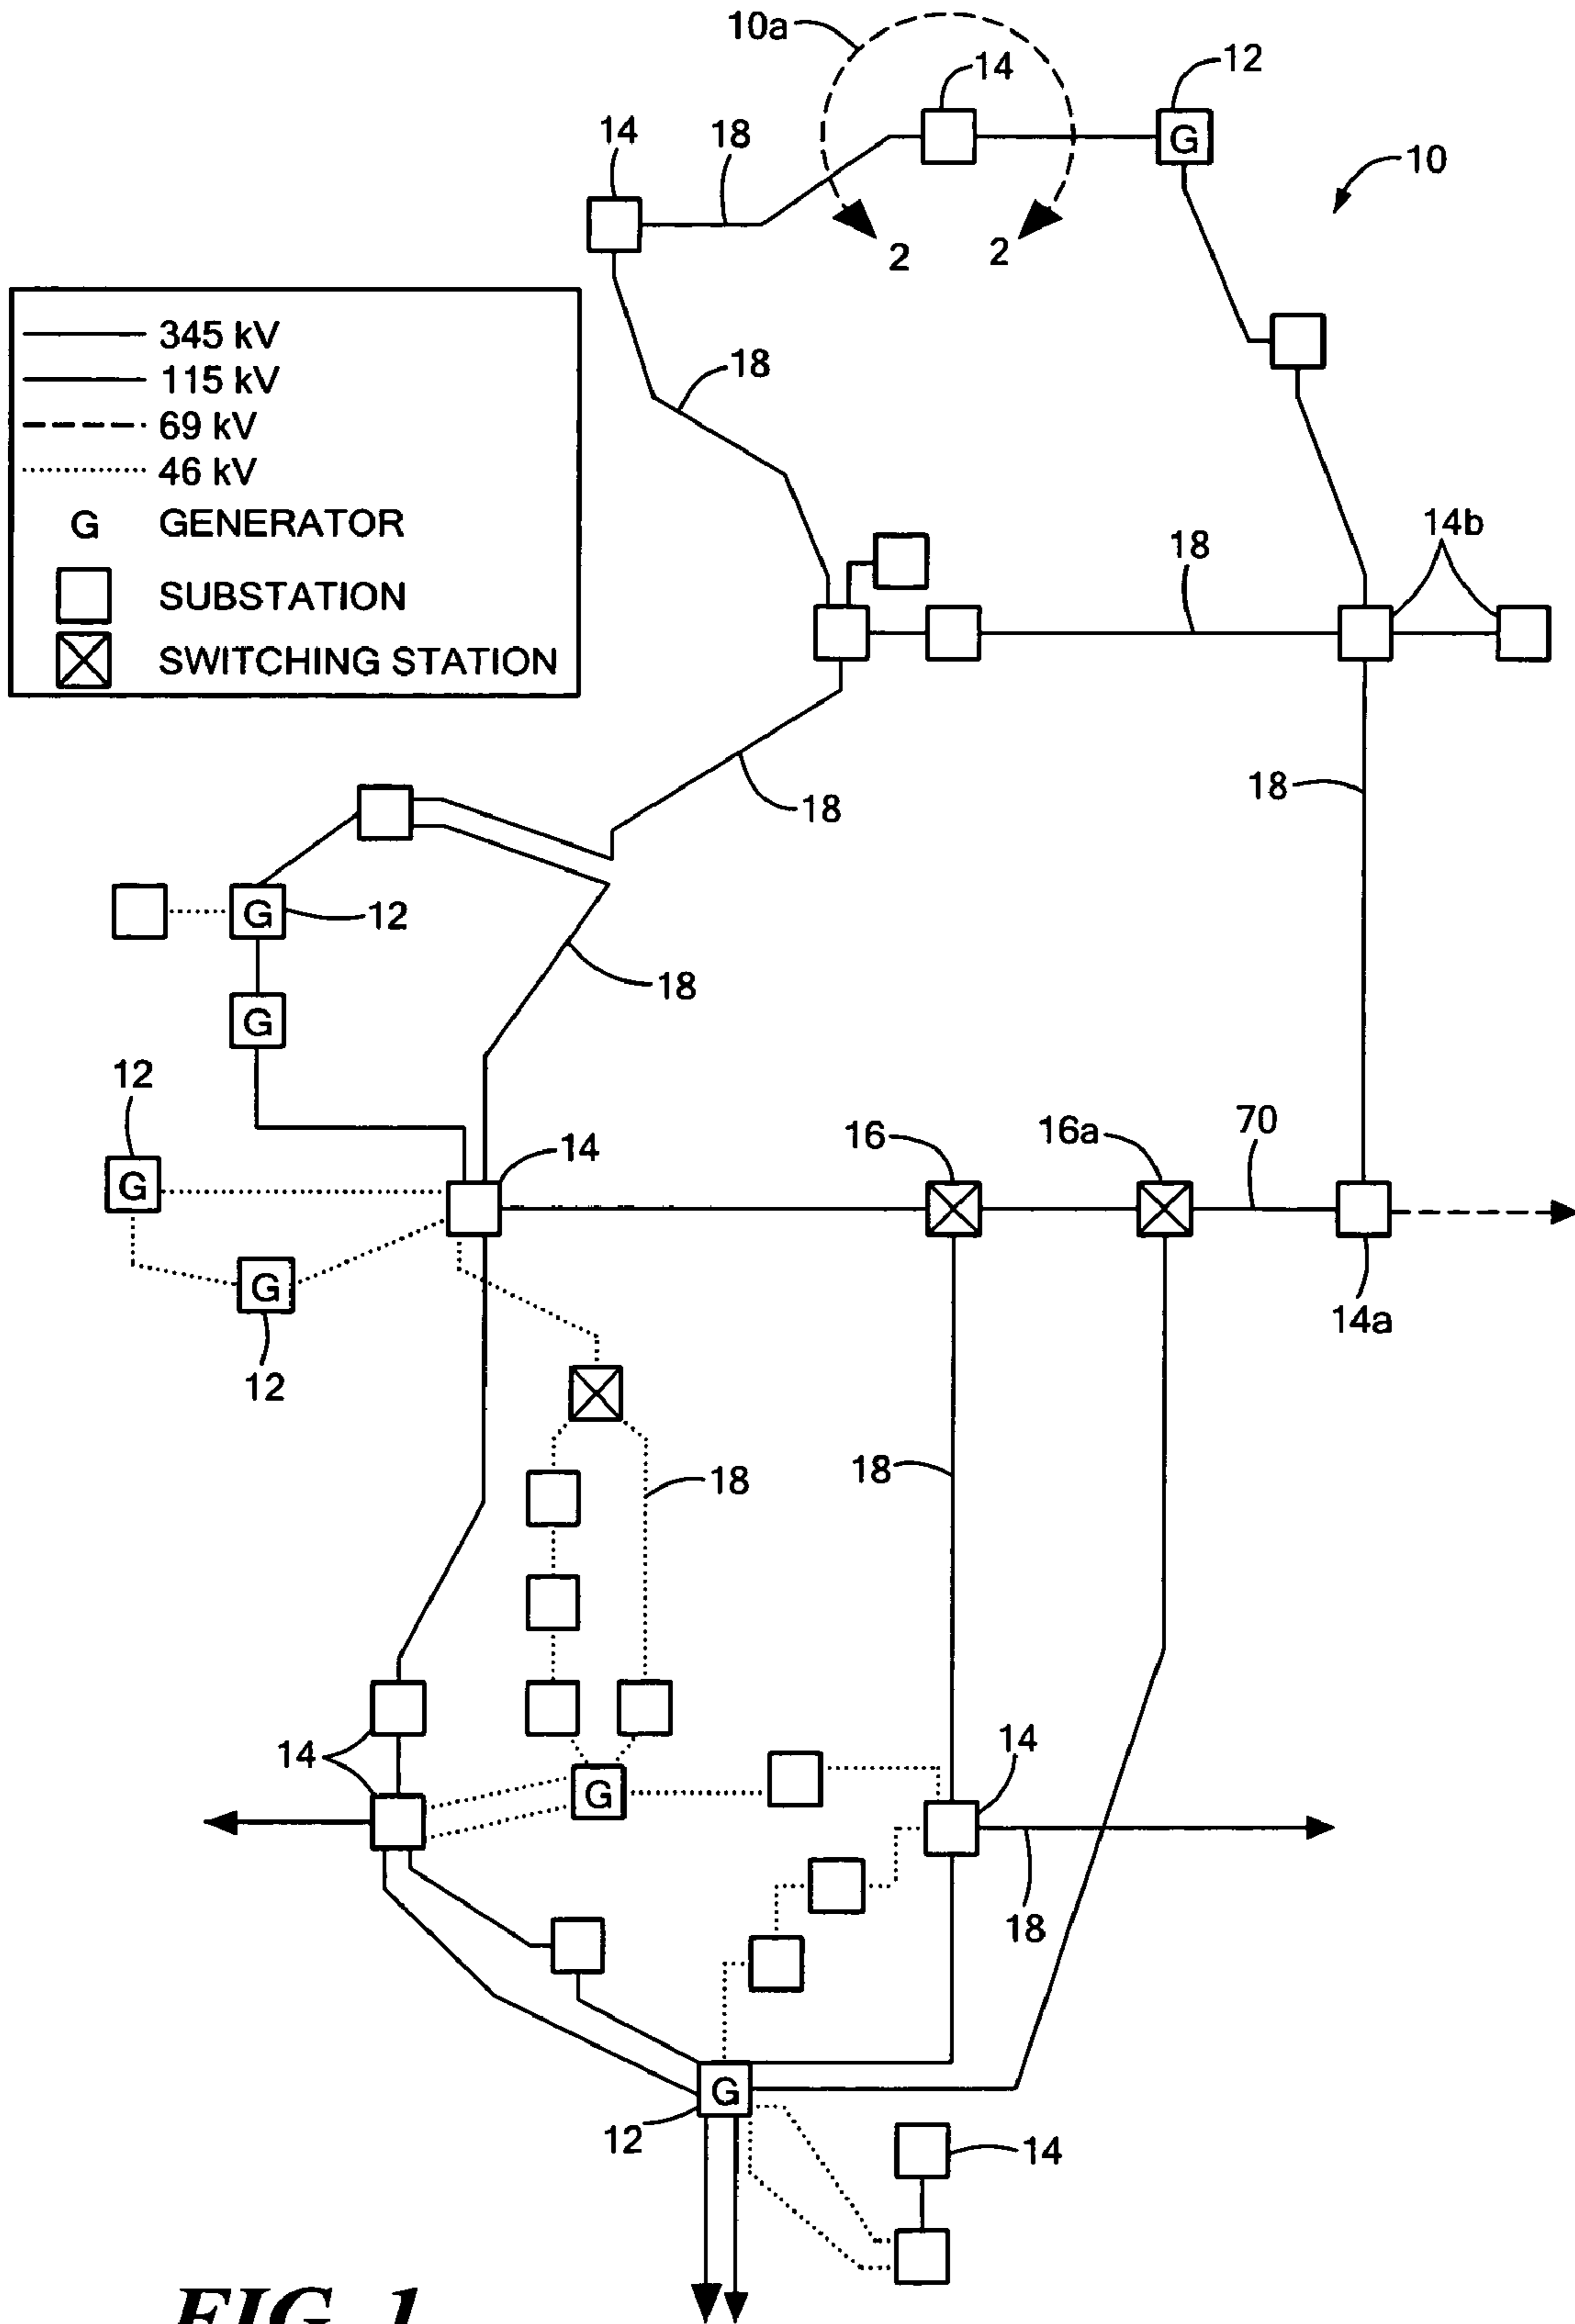 10a
14
12
14
18
10
2
2
345 kV
115 kV
69 kV
46 kV
G GENERATOR
SUBSTATION
SWITCHING STATION
G
18
14b
18
18
18
G
12
18
G
12
14
16
16a
70
G
G
12
14a
18
18
14
14
G
18
G
12
14
FIG. 1